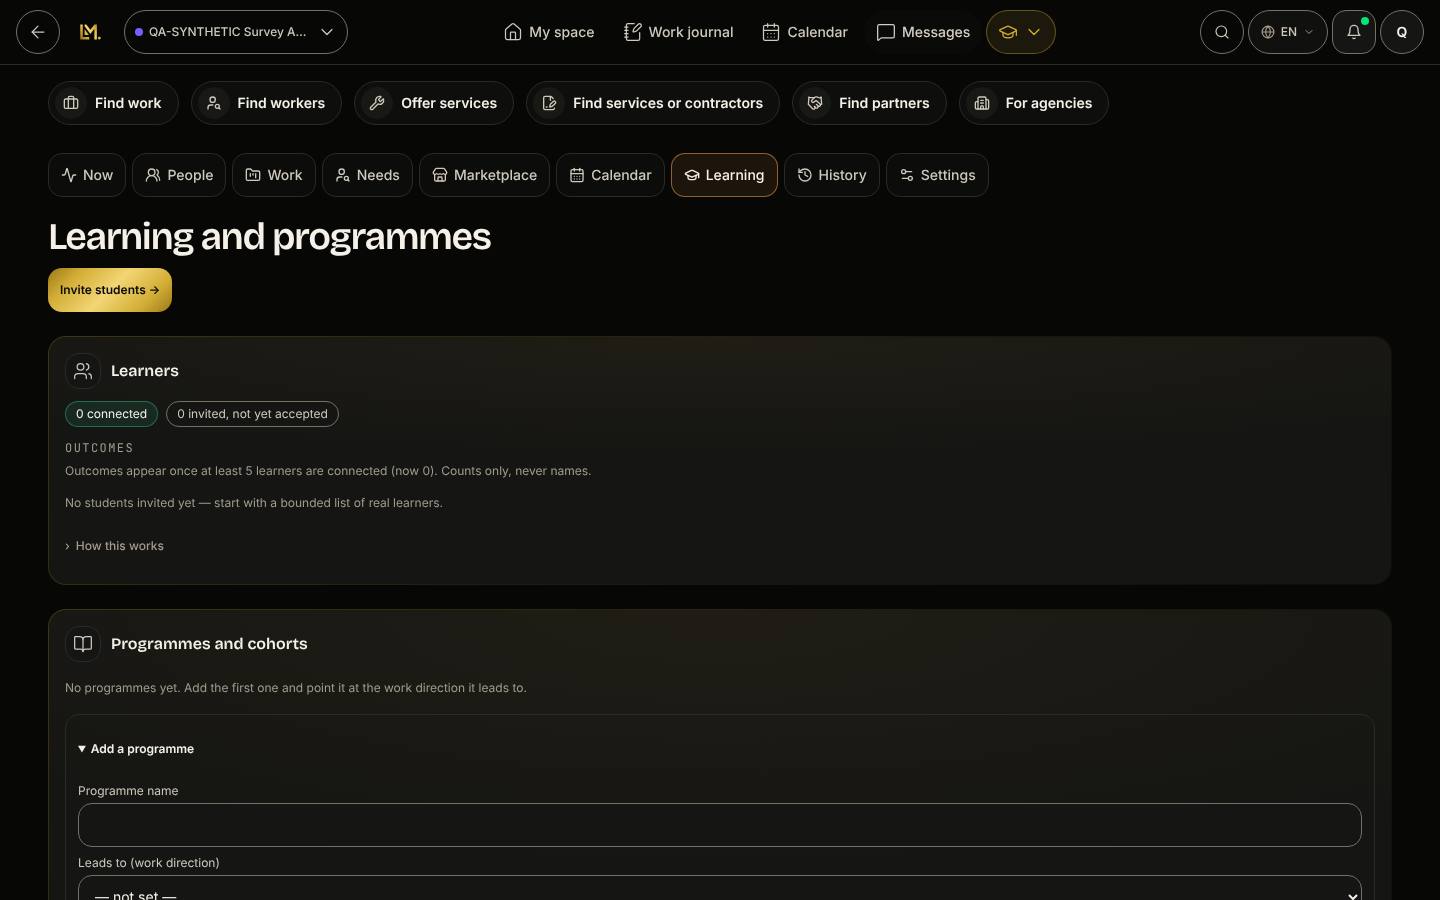 LM.
QA-SYNTHETIC Survey A...
My space
Work journal
Calendar
Messages
EN
Q
Find work
Find workers
Offer services
Find services or contractors
Find partners
For agencies
Now
People
Work
Needs
Marketplace
Calendar
Learning
History
Settings
Learning and programmes
Invite students →
Learners
0 connected
0 invited, not yet accepted
OUTCOMES
Outcomes appear once at least 5 learners are connected (now 0). Counts only, never names.
No students invited yet — start with a bounded list of real learners.
› How this works
Programmes and cohorts
No programmes yet. Add the first one and point it at the work direction it leads to.
▼ Add a programme
Programme name
Leads to (work direction)
— not set —